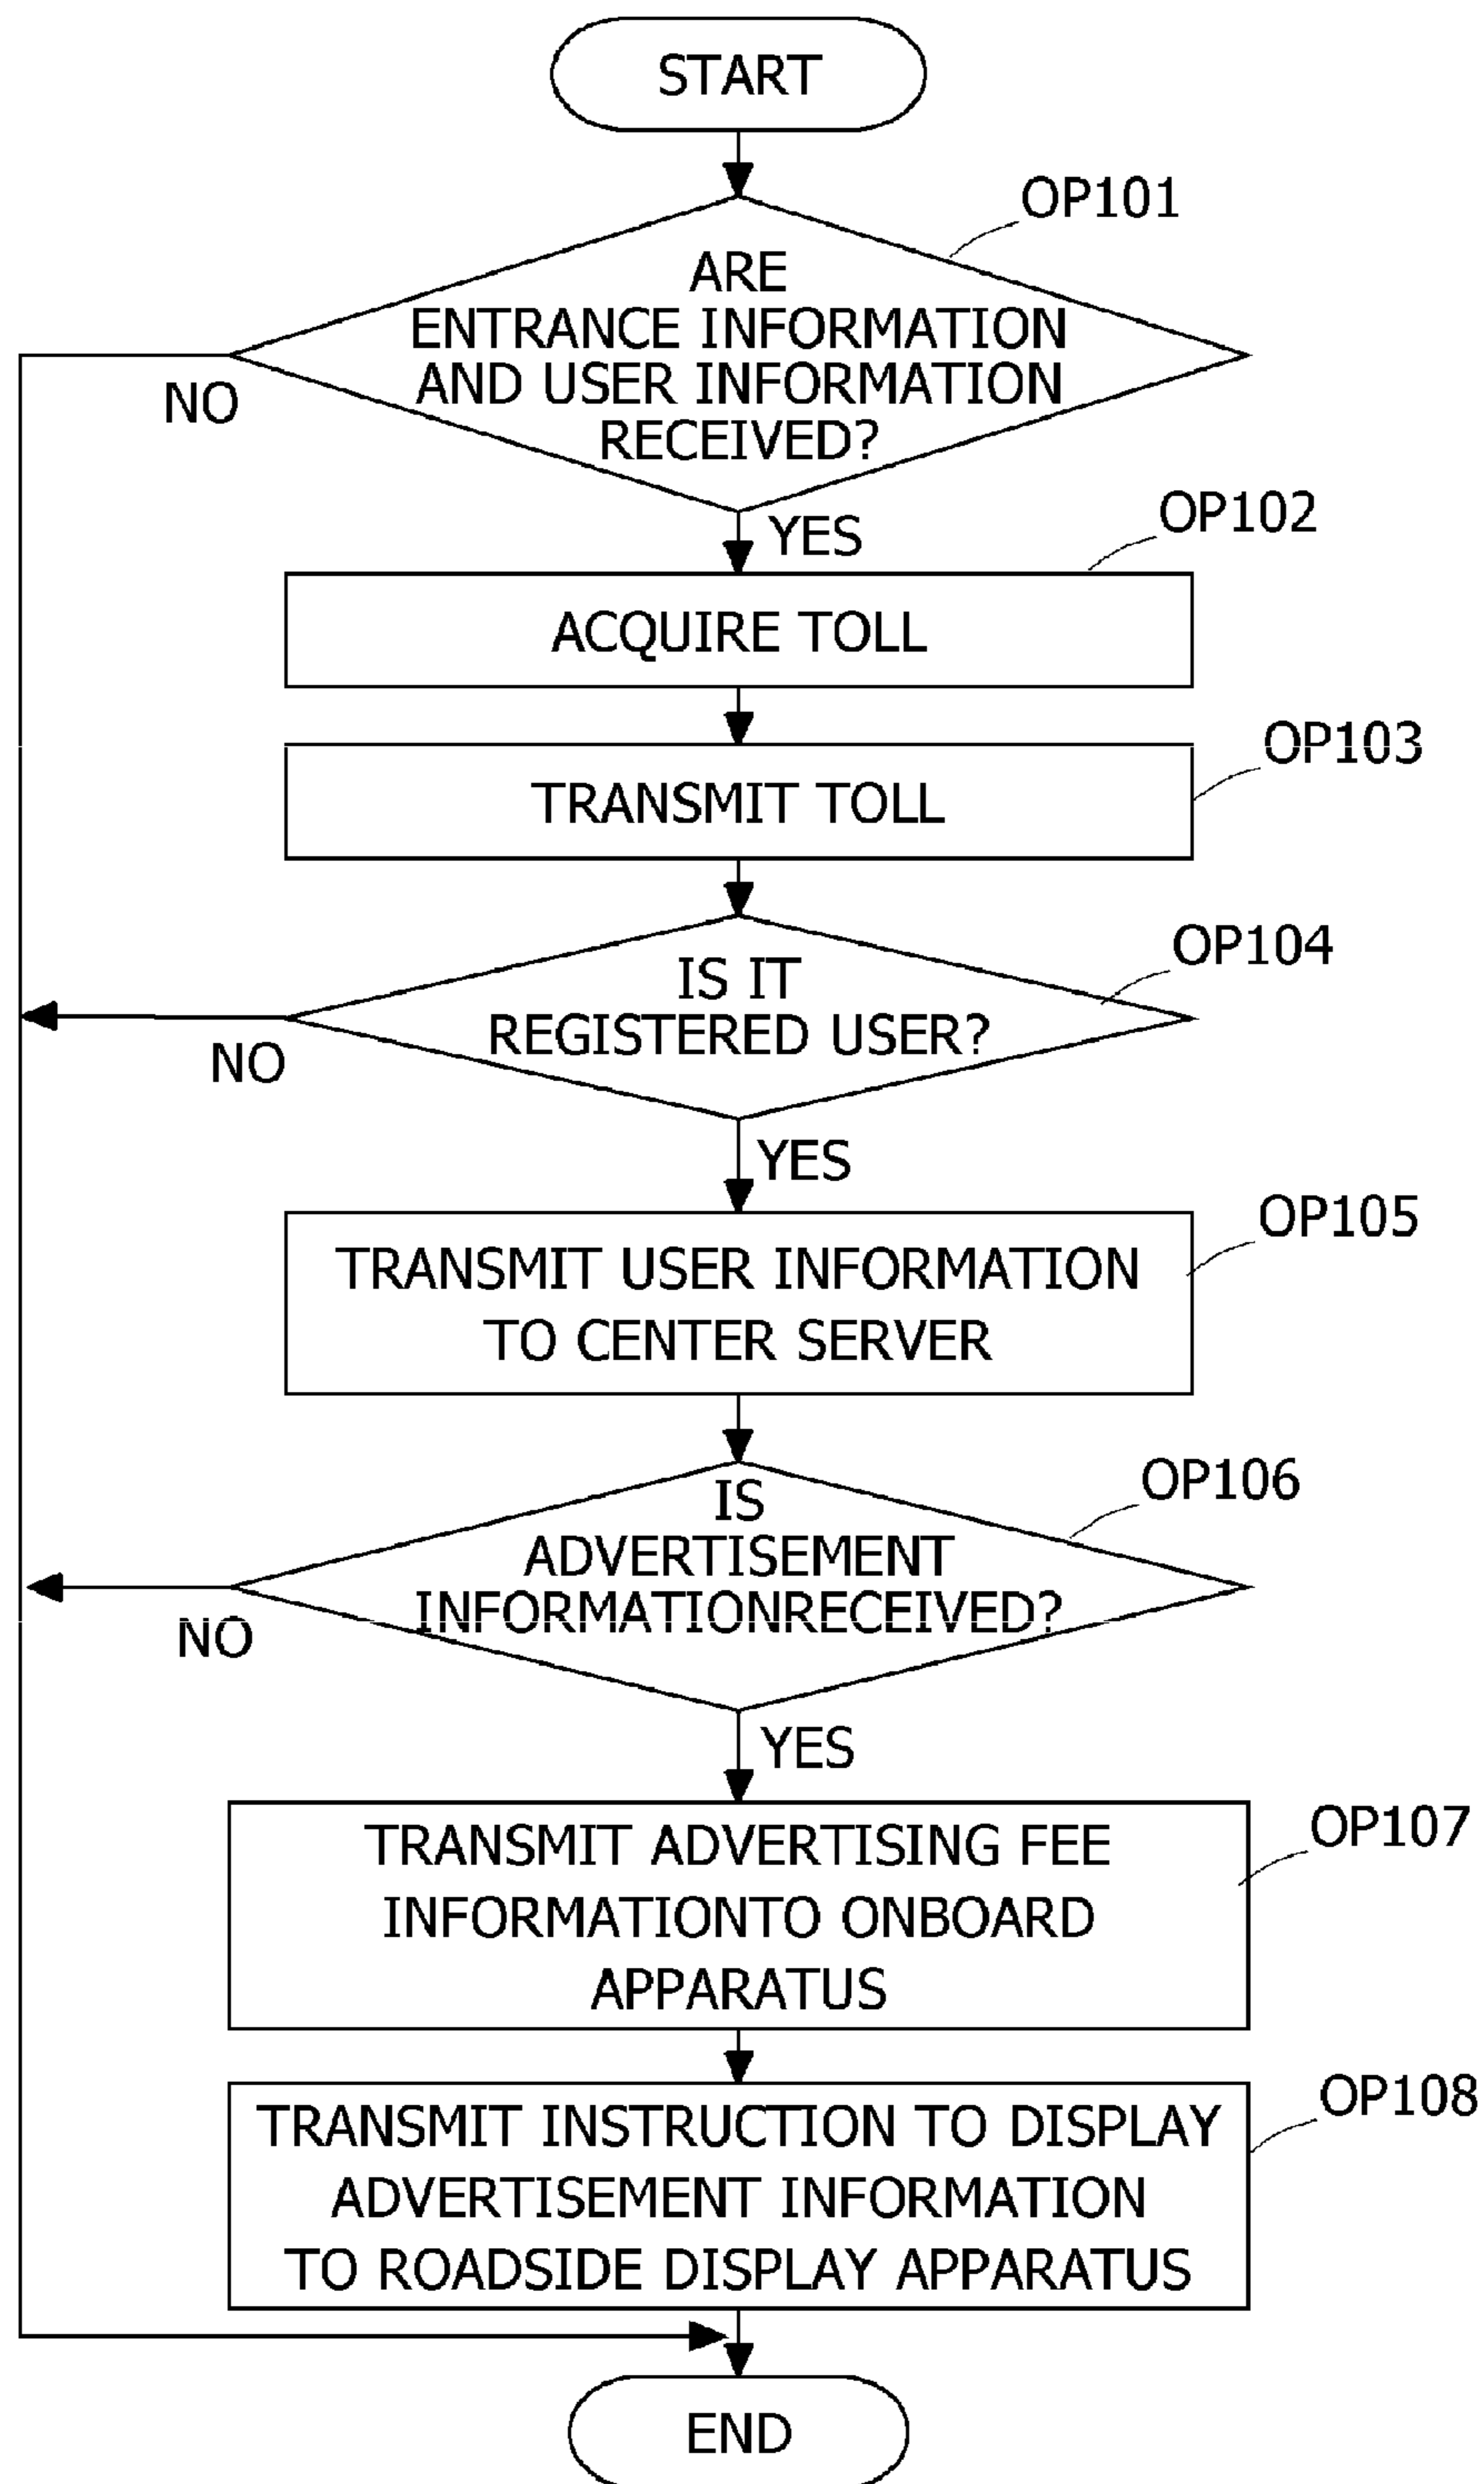 START
OP101
ARE
ENTRANCE INFORMATION
AND USER INFORMATION
RECEIVED?
NO
YES
OP102
ACQUIRE TOLL
OP103
TRANSMIT TOLL
OP104
IS IT
REGISTERED USER?
NO
YES
OP105
TRANSMIT USER INFORMATION
TO CENTER SERVER
OP106
IS
ADVERTISEMENT
INFORMATIONRECEIVED?
NO
YES
OP107
TRANSMIT ADVERTISING FEE
INFORMATIONTO ONBOARD
APPARATUS
OP108
TRANSMIT INSTRUCTION TO DISPLAY
ADVERTISEMENT INFORMATION
TO ROADSIDE DISPLAY APPARATUS
END